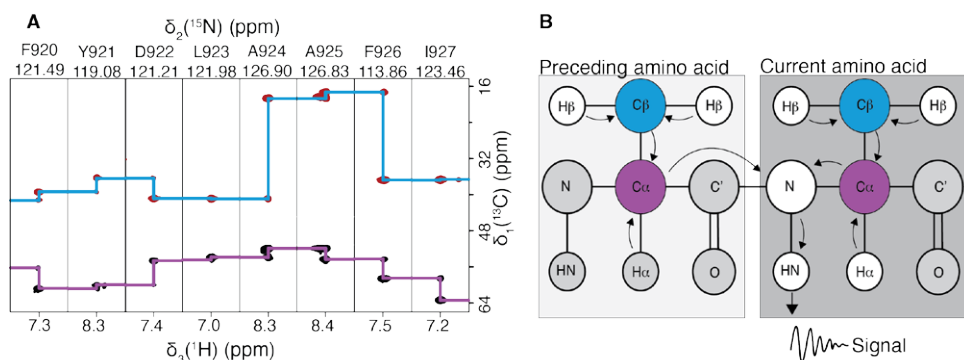 A
δ₂(¹⁵N) (ppm)
F920 Y921 D922 L923 A924 A925 F926 I927
121.49 119.08 121.21 121.98 126.90 126.83 113.86 123.46
16
32
48
64
δ₁(¹³C) (ppm)
7.3 8.3 7.4 7.0 8.3 8.4 7.5 7.2
δ₃(¹H) (ppm)
B
Preceding amino acid
Hβ Cβ Hβ
N Cα C'
HN Hα O
Current amino acid
Hβ Cβ Hβ
N Cα C'
HN Hα O
Signal